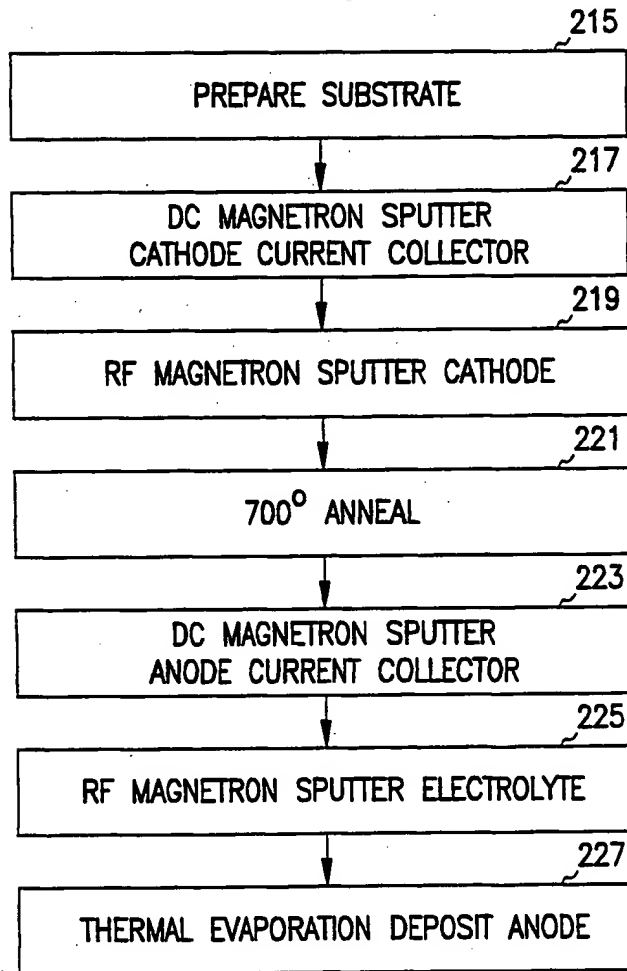 215
PREPARE SUBSTRATE
217
DC MAGNETRON SPUTTER
CATHODE CURRENT COLLECTOR
219
RF MAGNETRON SPUTTER CATHODE
221
700° ANNEAL
223
DC MAGNETRON SPUTTER
ANODE CURRENT COLLECTOR
225
RF MAGNETRON SPUTTER ELECTROLYTE
227
THERMAL EVAPORATION DEPOSIT ANODE